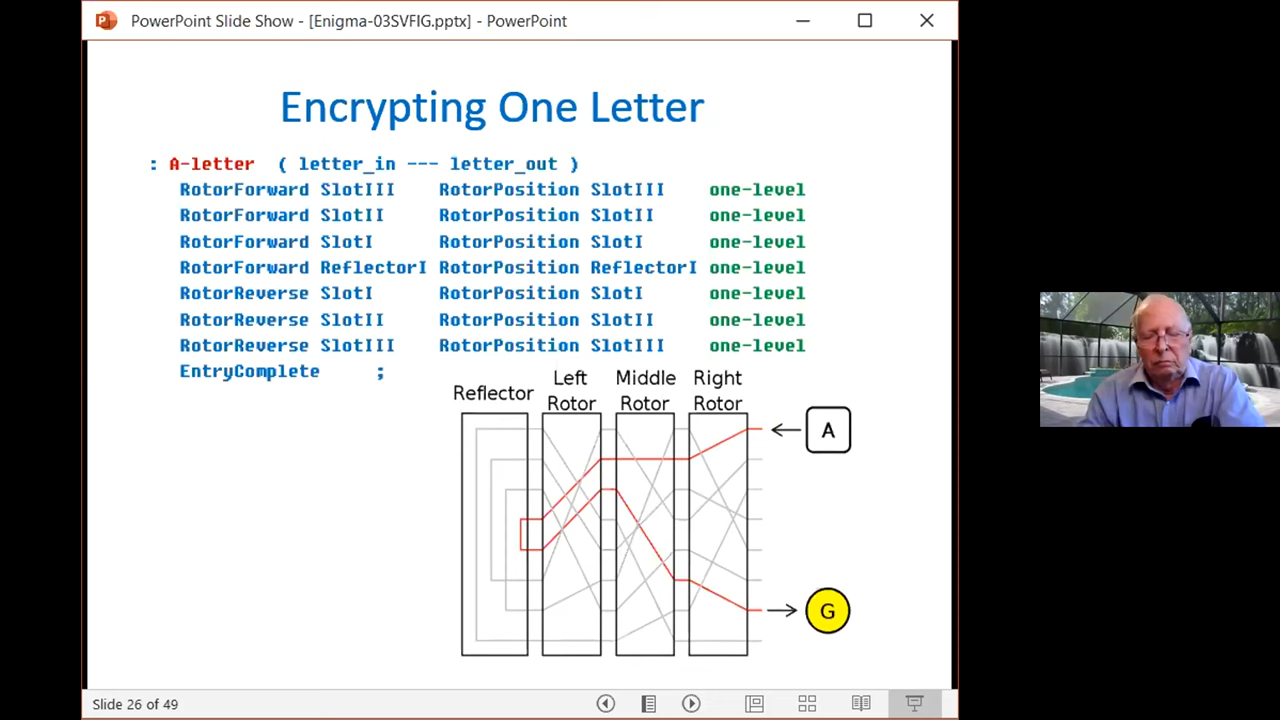 PowerPoint Slide Show - [Enigma-03SVFIG.pptx] - PowerPoint
Encrypting One Letter
: A-letter ( letter_in --- letter_out )
RotorForward SlotIII RotorPosition SlotIII one-level
RotorForward SlotII RotorPosition SlotII one-level
RotorForward SlotI RotorPosition SlotI one-level
RotorForward ReflectorI RotorPosition ReflectorI one-level
RotorReverse SlotI RotorPosition SlotI one-level
RotorReverse SlotII RotorPosition SlotII one-level
RotorReverse SlotIII RotorPosition SlotIII one-level
EntryComplete ;
Reflector
Left
Rotor
Middle
Rotor
Right
Rotor
A
G
Slide 26 of 49